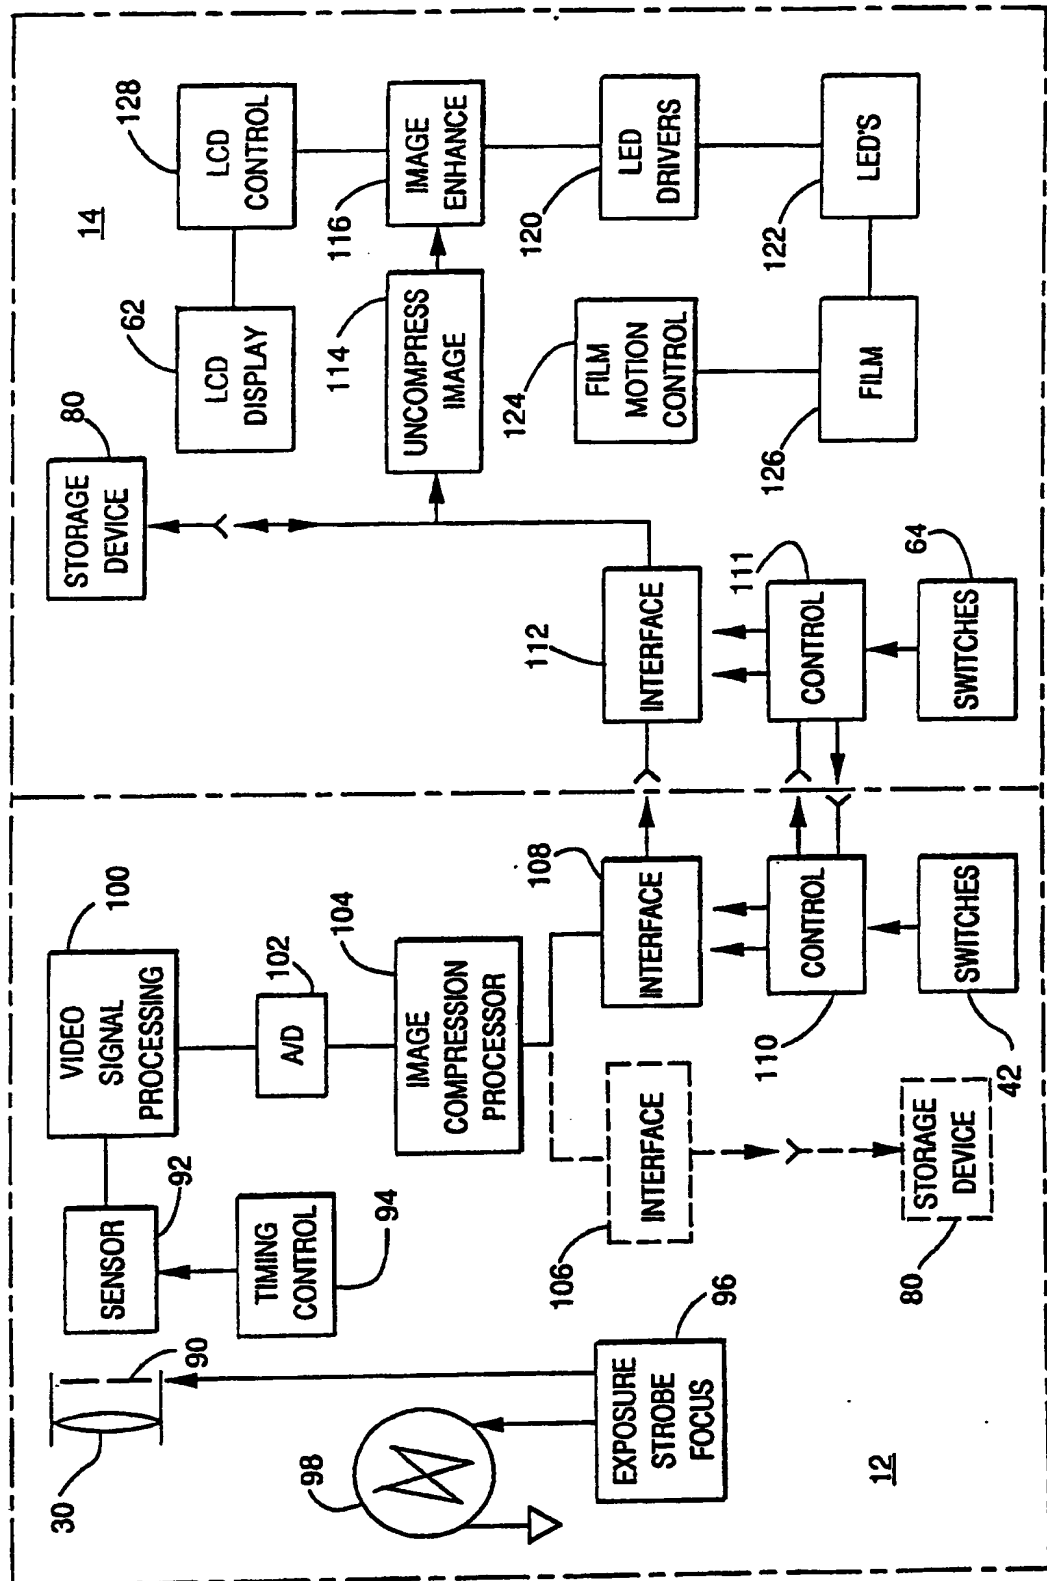 30
90
SENSOR
92
VIDEO
SIGNAL
PROCESSING
100
TIMING
CONTROL
94
A/D
102
98
IMAGE
COMPRESSION
PROCESSOR
104
EXPOSURE
STROBE
FOCUS
96
INTERFACE
106
INTERFACE
108
CONTROL
110
STORAGE
DEVICE
80
SWITCHES
42
12
STORAGE
DEVICE
80
14
LCD
DISPLAY
62
LCD
CONTROL
128
UNCOMPRESS
IMAGE
114
IMAGE
ENHANCE
116
INTERFACE
112
FILM
MOTION
CONTROL
124
LED
DRIVERS
120
CONTROL
111
FILM
126
LED'S
122
SWITCHES
64